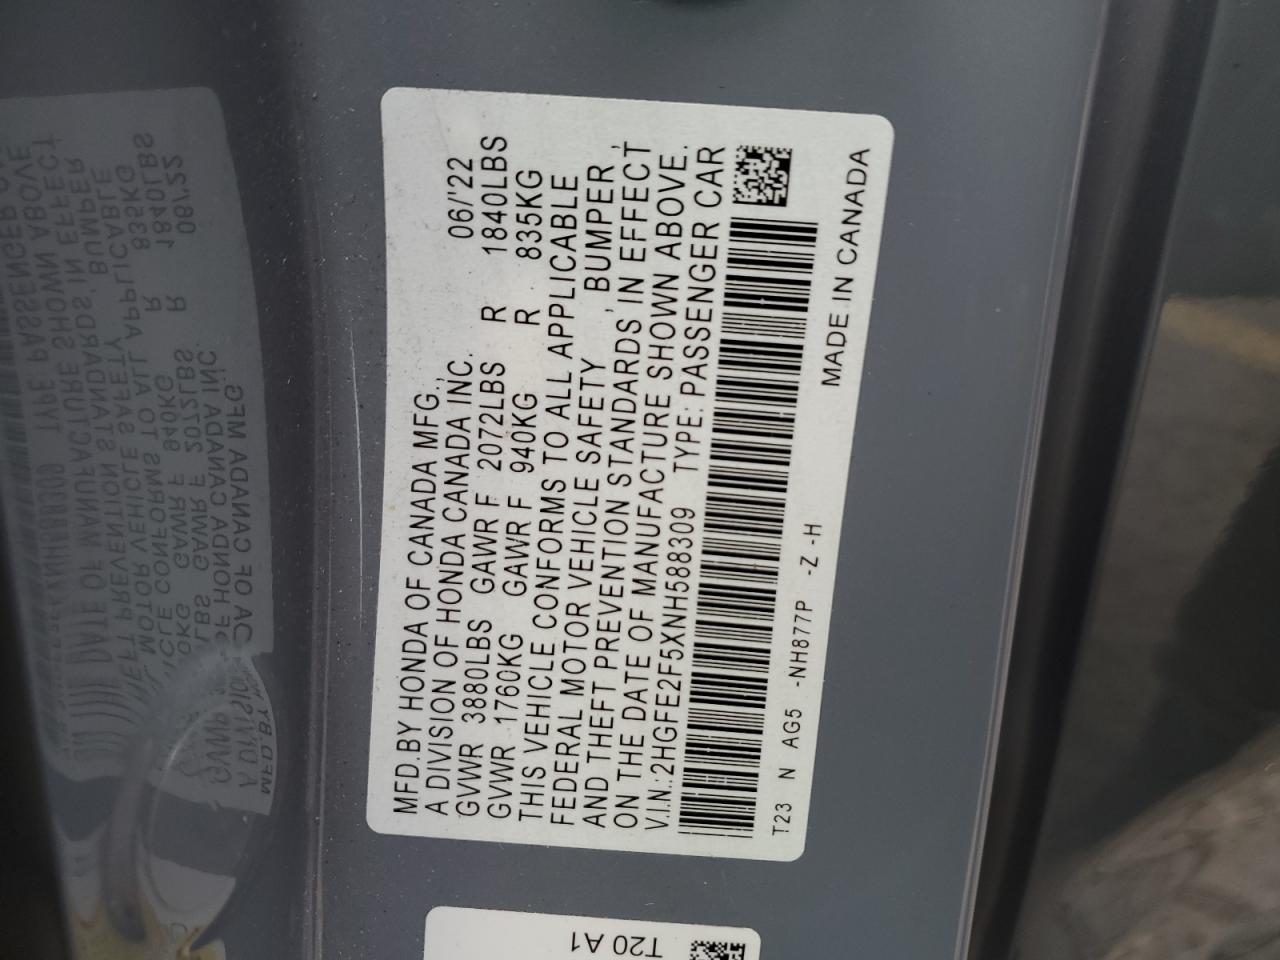 MFD.BY HONDA OF CANADA MFG.,
A DIVISION OF HONDA CANADA INC. 06/'22
GVWR 3880LBS GAWR F 2072LBS R 1840LBS
GVWR 1760KG GAWR F 940KG R 835KG
THIS VEHICLE CONFORMS TO ALL APPLICABLE
FEDERAL MOTOR VEHICLE SAFETY, BUMPER,
AND THEFT PREVENTION STANDARDS, IN EFFECT
ON THE DATE OF MANUFACTURE SHOWN ABOVE.
V.I.N.:2HGFE2F5XNH588309 TYPE: PASSENGER CAR
T23 N AG5 -NH877P -Z -H
MADE IN CANADA
T20 A1